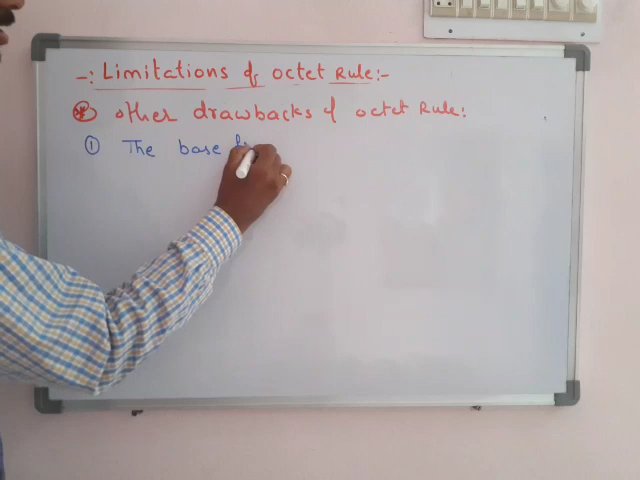 -: Limitations of octet Rule:-
other drawbacks of octet Rule:
① The base